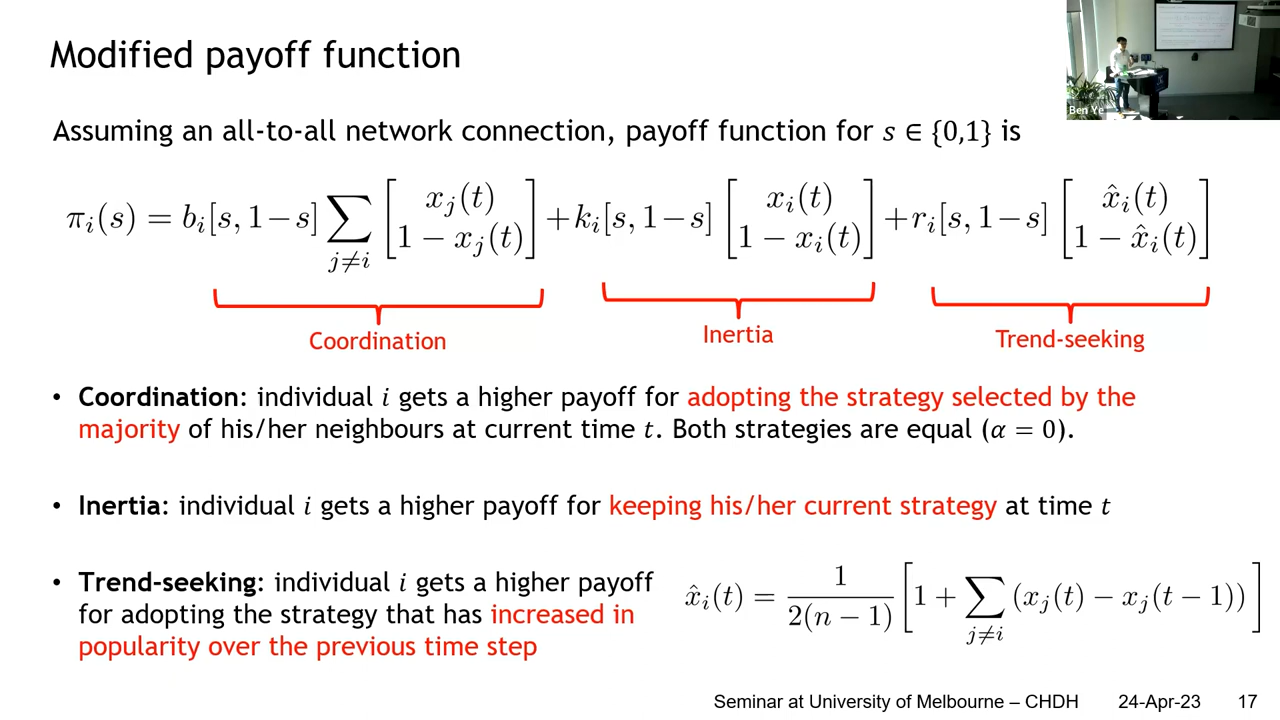 Modified payoff function
Ben Ye
Assuming an all-to-all network connection, payoff function for s ∈ {0,1} is
π_i(s) = b_i[s, 1−s] ∑_{j≠i} [x_j(t); 1 − x_j(t)] + k_i[s, 1−s] [x_i(t); 1 − x_i(t)] + r_i[s, 1−s] [x̂_i(t); 1 − x̂_i(t)]
Coordination Inertia Trend-seeking
• Coordination: individual i gets a higher payoff for adopting the strategy selected by the
majority of his/her neighbours at current time t. Both strategies are equal (α = 0).
• Inertia: individual i gets a higher payoff for keeping his/her current strategy at time t
• Trend-seeking: individual i gets a higher payoff
for adopting the strategy that has increased in
popularity over the previous time step
x̂_i(t) = 1/(2(n − 1)) [1 + ∑_{j≠i} (x_j(t) − x_j(t − 1))]
Seminar at University of Melbourne – CHDH 24-Apr-23 17